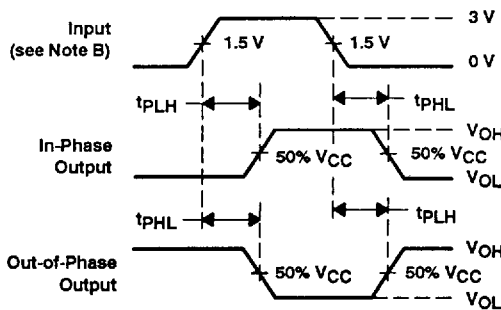 Input
(see Note B)
1.5 V
1.5 V
3 V
0 V
tPLH
tPHL
In-Phase
Output
50% VCC
50% VCC
VOH
VOL
tPHL
tPLH
Out-of-Phase
Output
50% VCC
50% VCC
VOH
VOL